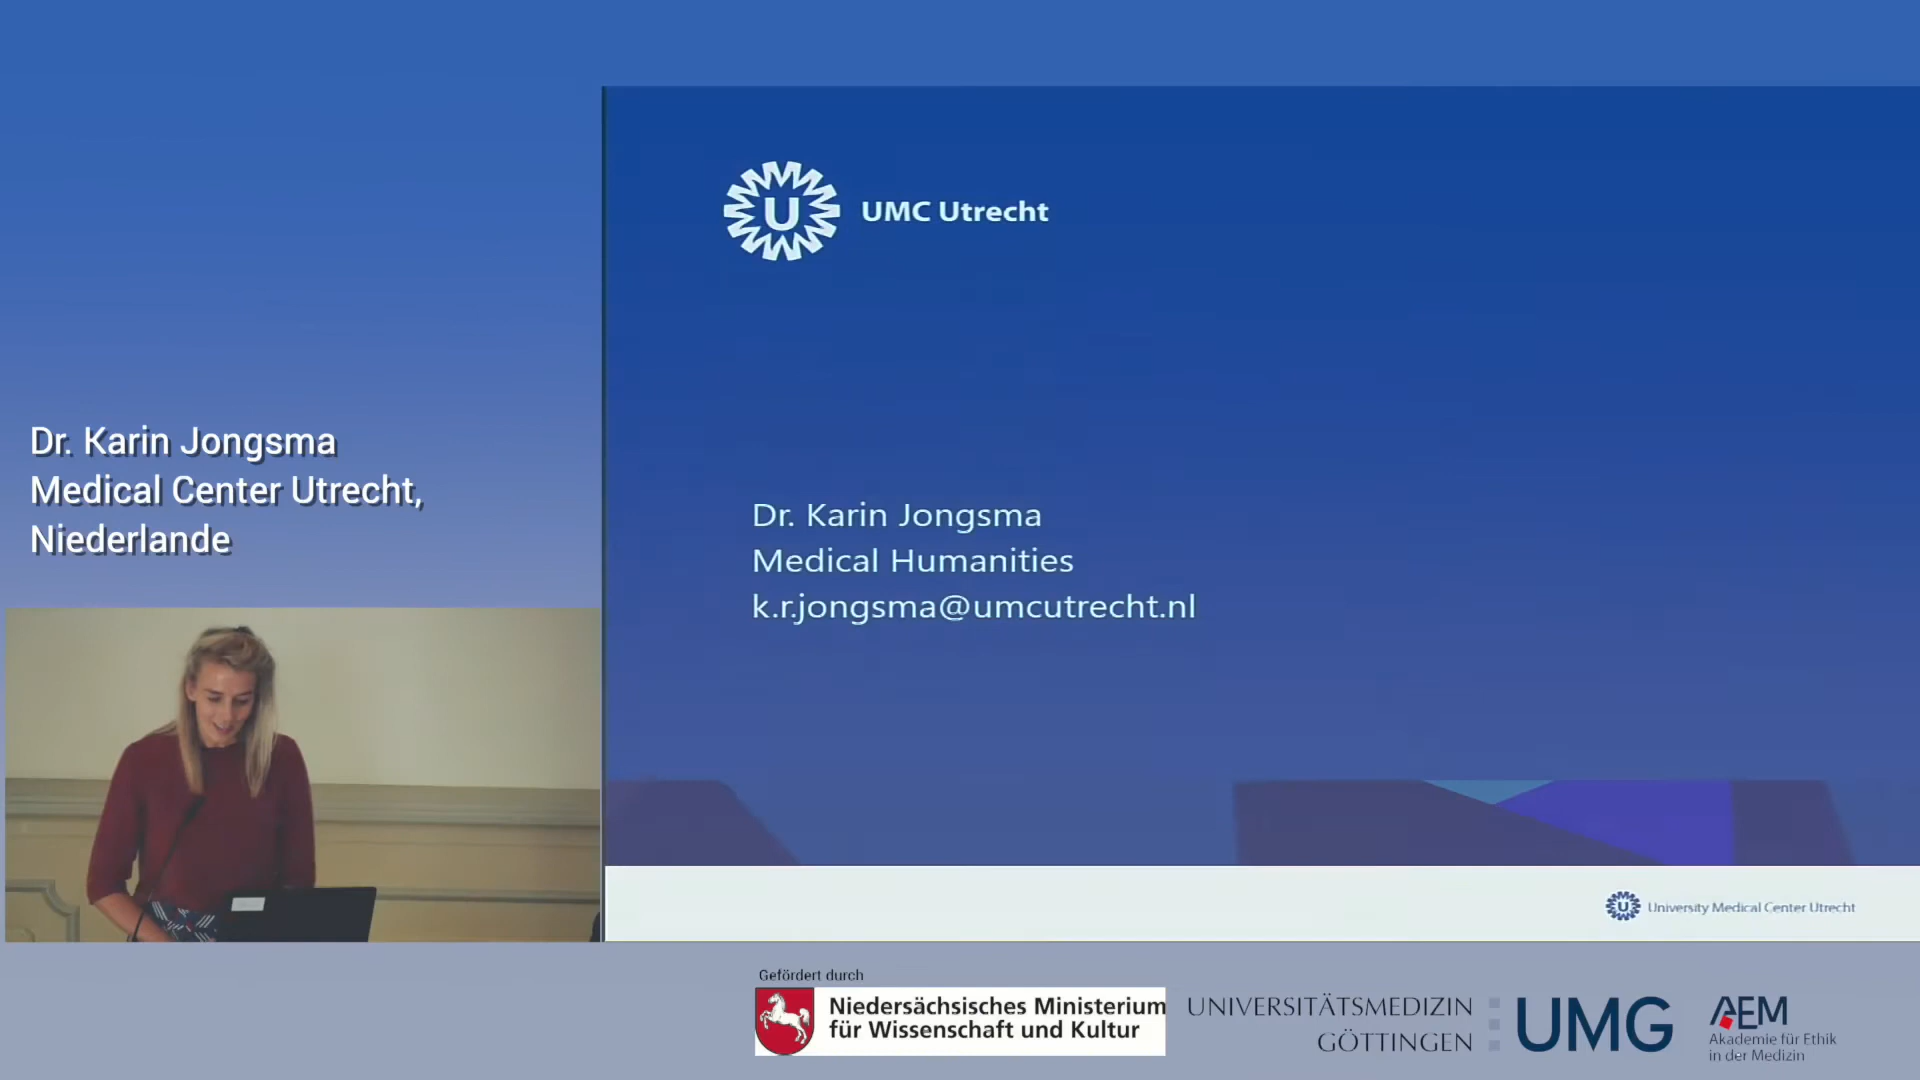 UMC Utrecht
Dr. Karin Jongsma
Medical Center Utrecht,
Niederlande
Dr. Karin Jongsma
Medical Humanities
k.r.jongsma@umcutrecht.nl
University Medical Center Utrecht
Gefördert durch
Niedersächsisches Ministerium
für Wissenschaft und Kultur
UNIVERSITÄTSMEDIZIN
GÖTTINGEN
UMG
AEM
Akademie für Ethik
in der Medizin